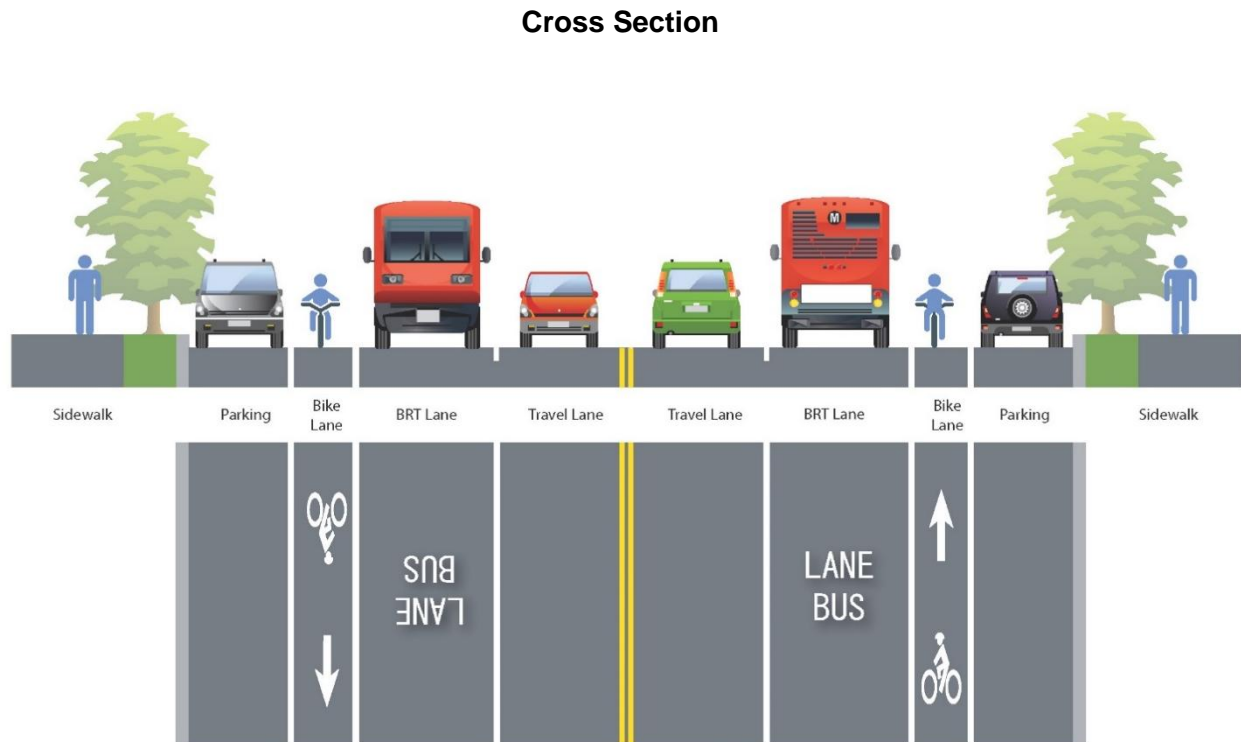 Cross Section
M
Sidewalk
Parking
Bike
Lane
BRT Lane
Travel Lane
Travel Lane
BRT Lane
Bike
Lane
Parking
Sidewalk
BUS
LANE
LANE
BUS